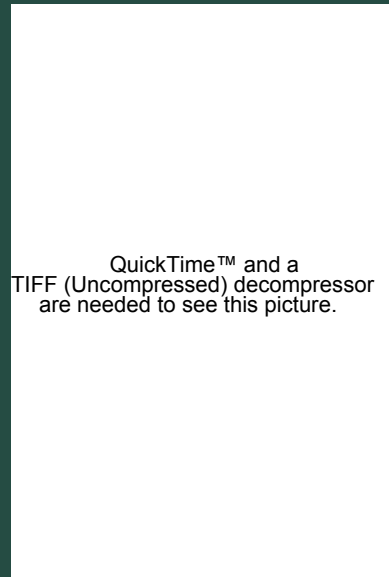 QuickTime™ and a
TIFF (Uncompressed) decompressor
are needed to see this picture.